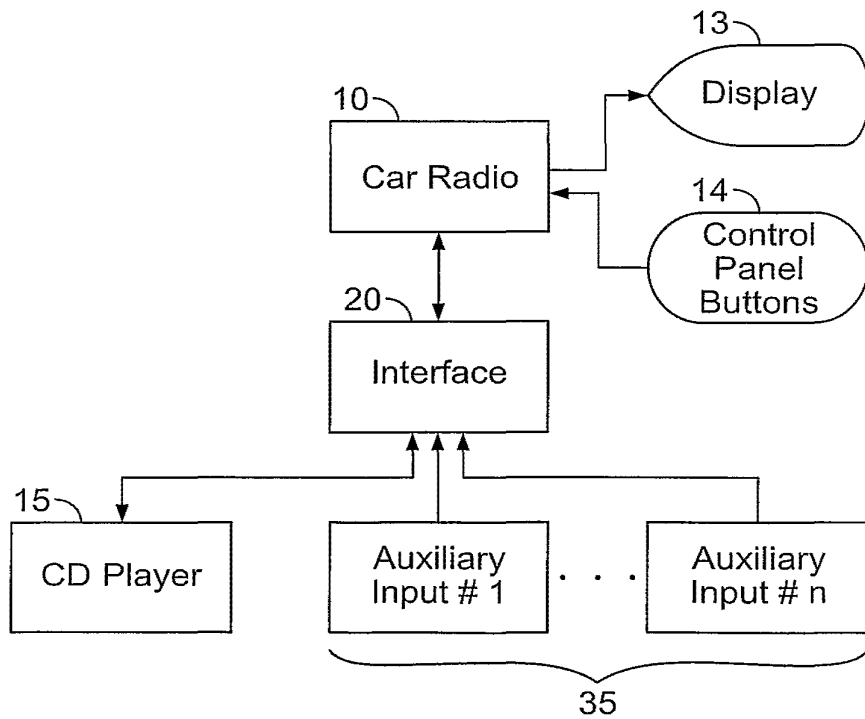 13
Display
10
Car Radio
14
Control
Panel
Buttons
20
Interface
15
CD Player
Auxiliary
Input # 1
. . .
Auxiliary
Input # n
35